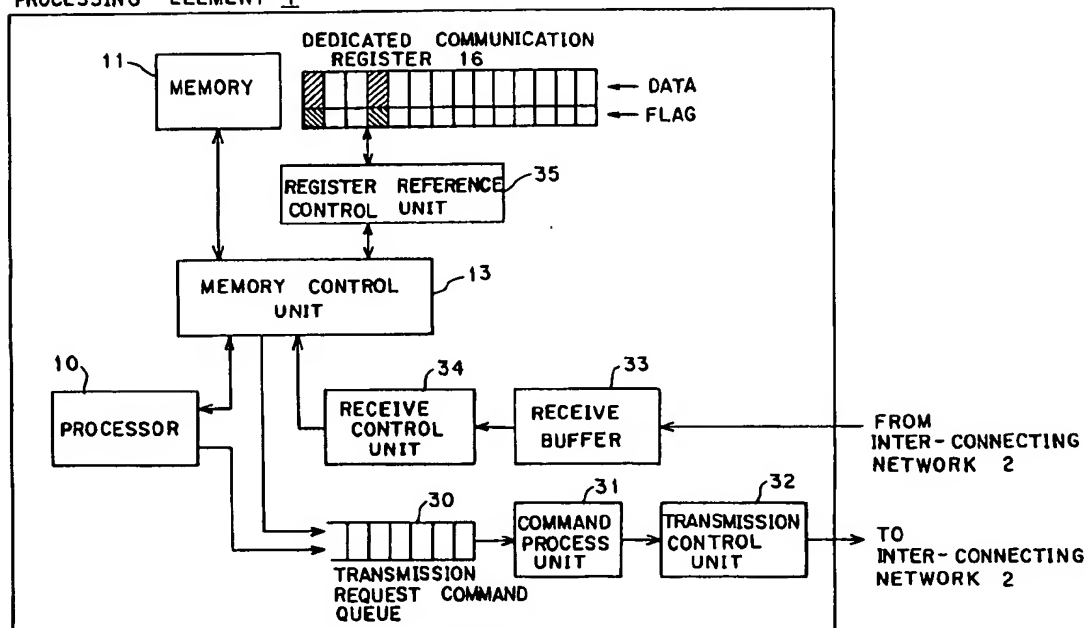 PROCESSING ELEMENT 1
DEDICATED COMMUNICATION
REGISTER 16
11
MEMORY
DATA
FLAG
35
REGISTER REFERENCE
CONTROL UNIT
13
MEMORY CONTROL
UNIT
10
PROCESSOR
34
RECEIVE
CONTROL
UNIT
33
RECEIVE
BUFFER
FROM
INTER-CONNECTING
NETWORK 2
30
TRANSMISSION
REQUEST COMMAND
QUEUE
31
COMMAND
PROCESS
UNIT
32
TRANSMISSION
CONTROL
UNIT
TO
INTER-CONNECTING
NETWORK 2